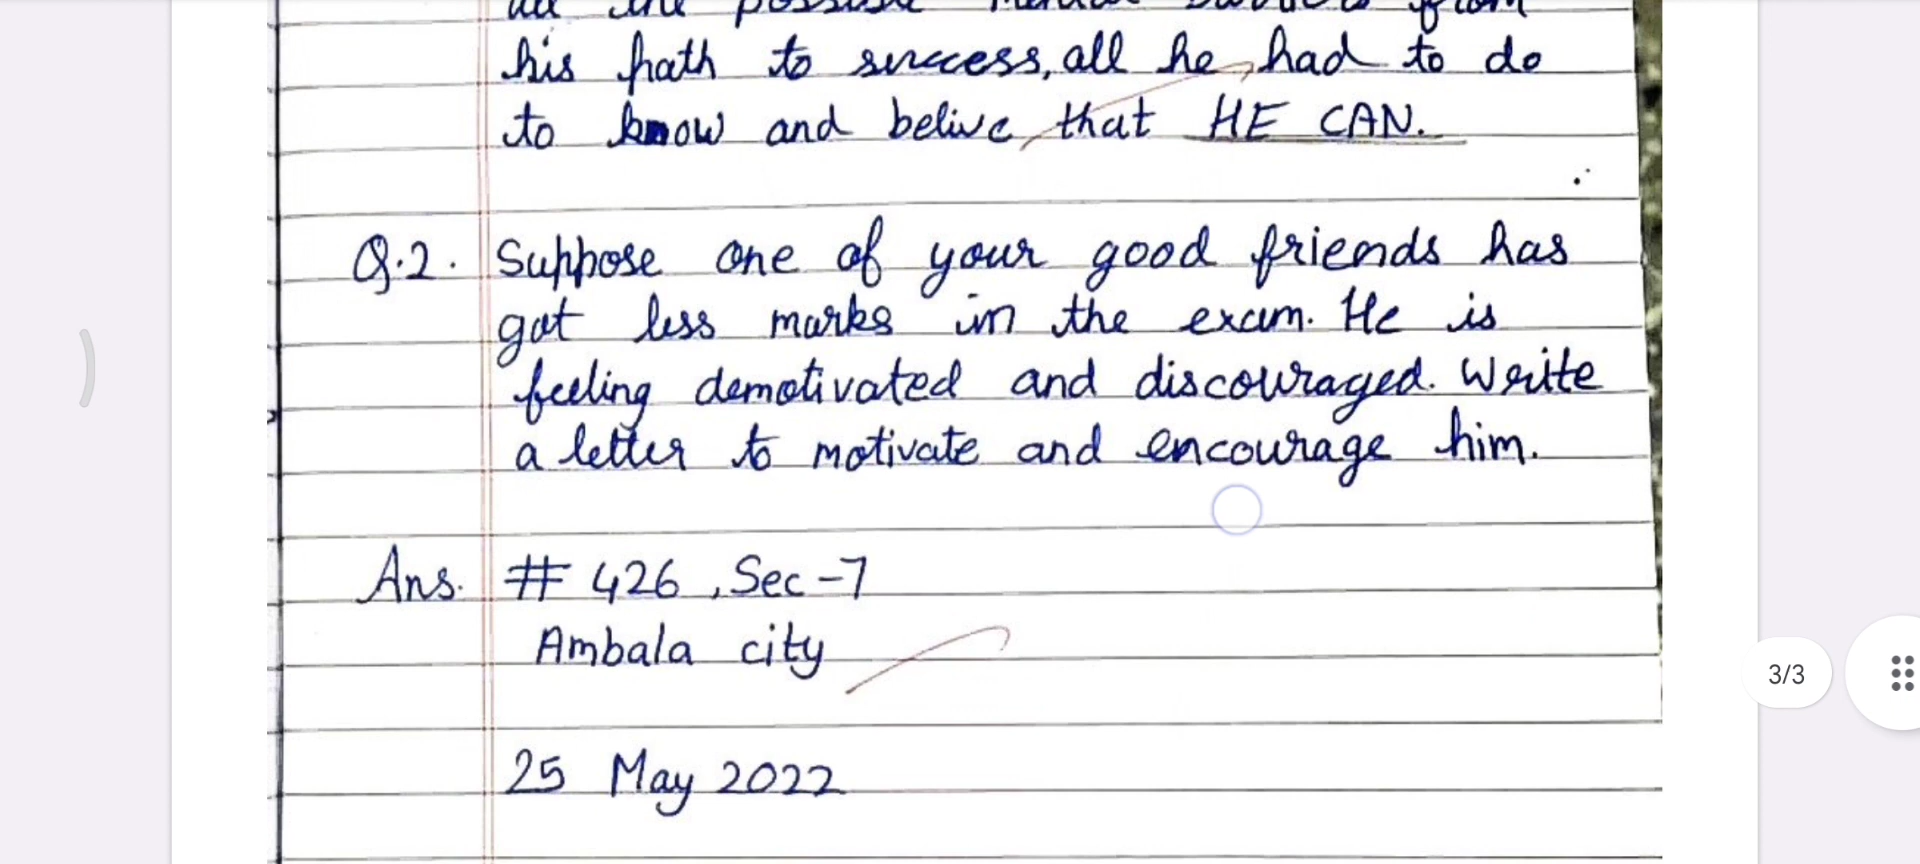 his path to success, all he had to do
to know and belive that HE CAN.
Q.2. Suppose one of your good friends has
got less marks in the exam. He is
feeling demotivated and discouraged. Write
a letter to motivate and encourage him.
Ans. # 426, Sec-7
Ambala city
25 May 2022
3/3